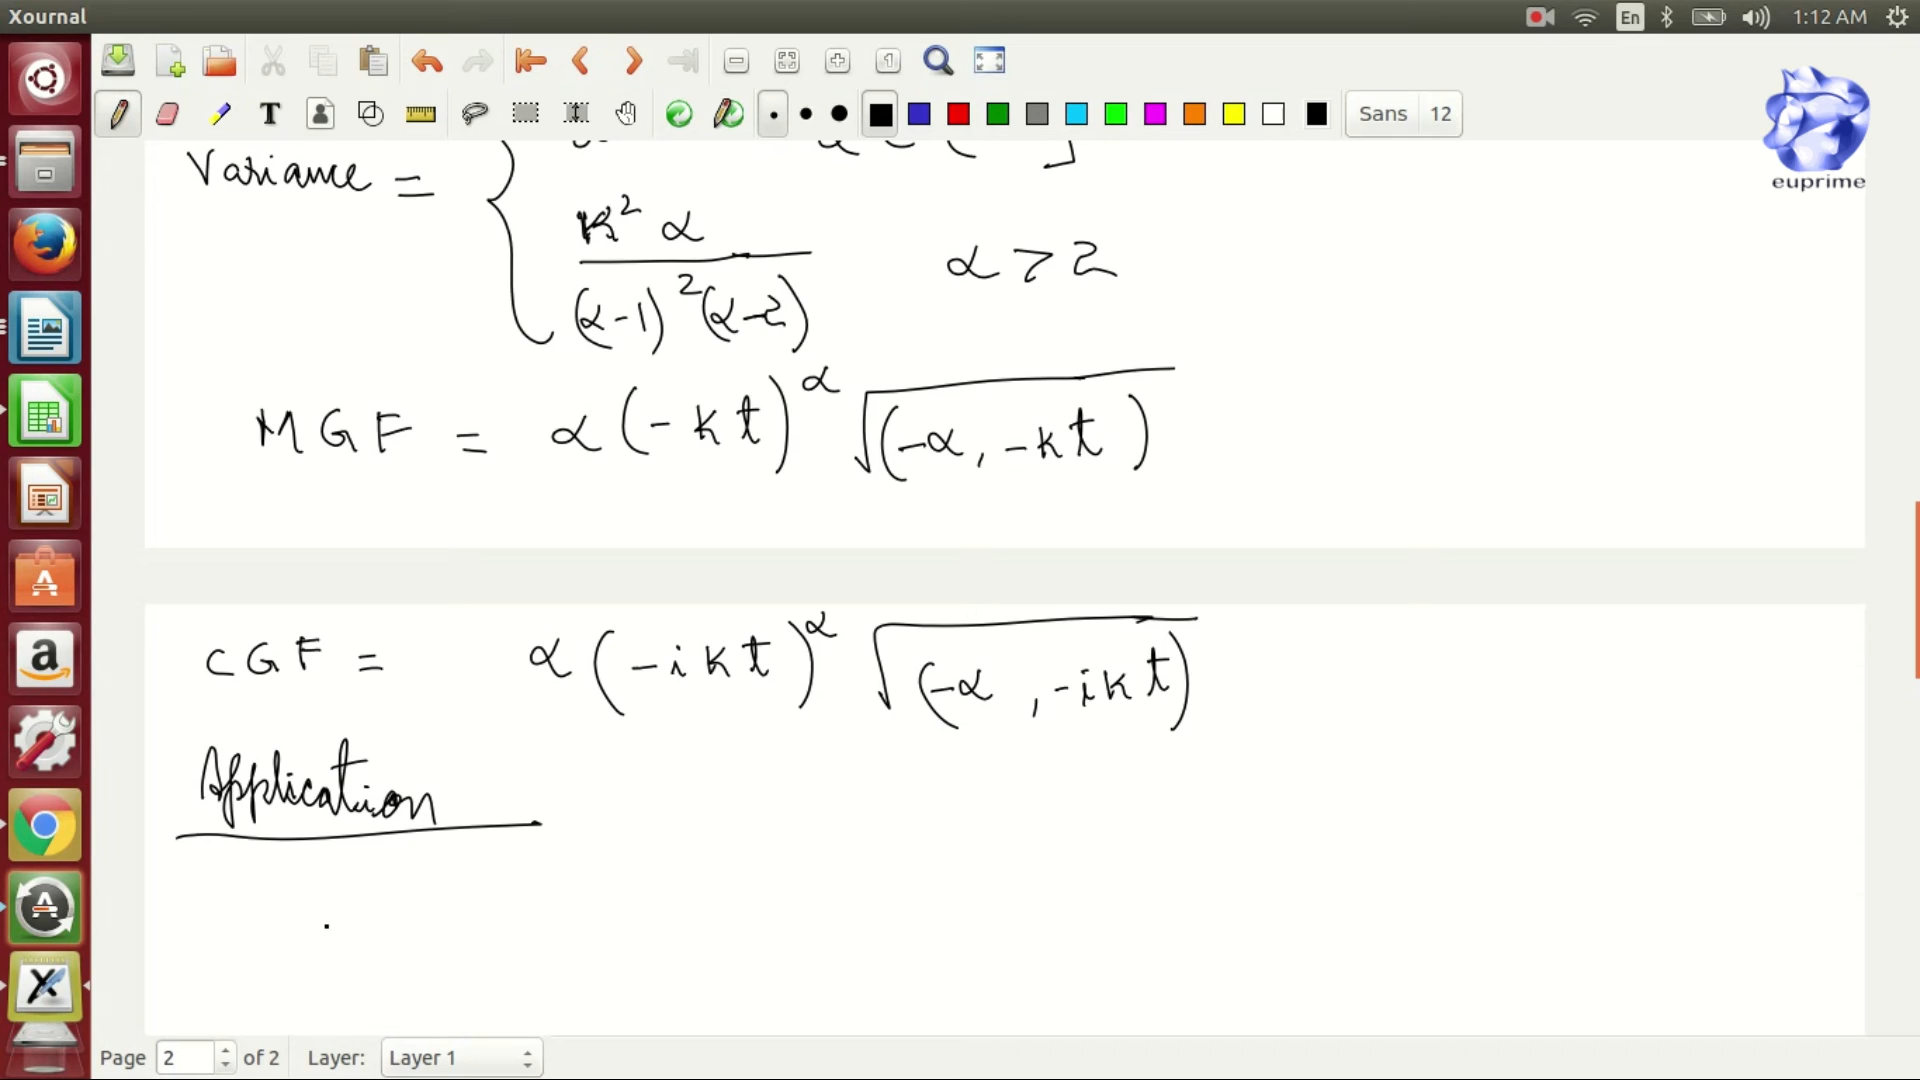 Xournal
En
1:12 AM
Sans 12
euprime
Variance =
k² α
(α-1)² (α-2)
α > 2
MGF = α (-kt)^α √(-α, -kt)
CGF = α (-ikt)^α √(-α, -ikt)
Application
Page 2 of 2 Layer: Layer 1